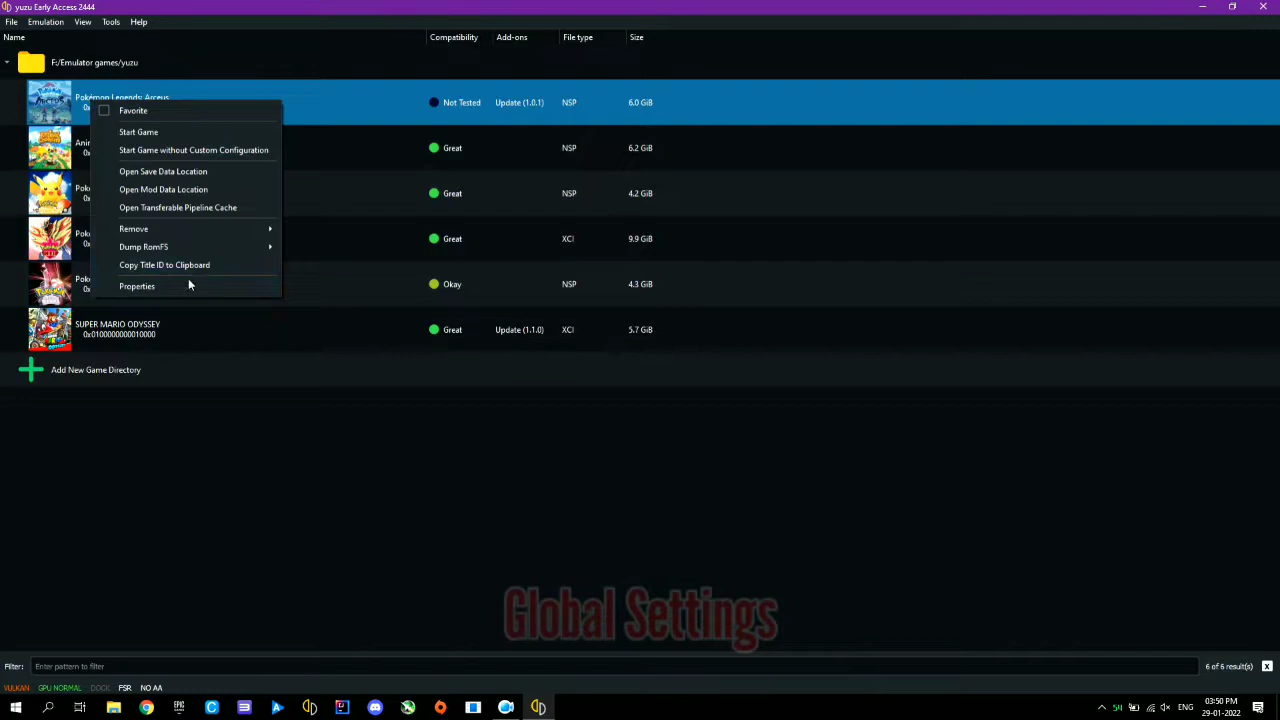 yuzu Early Access 2444
File Emulation View Tools Help
Name Compatibility Add-ons File type Size
F:/Emulator games/yuzu
Pokémon Legends: Arceus
Not Tested Update (1.0.1) NSP 6.0 GiB
Favorite
Start Game
Great NSP 6.2 GiB
Start Game without Custom Configuration
Open Save Data Location
Open Mod Data Location
Great NSP 4.2 GiB
Open Transferable Pipeline Cache
Remove
Great XCI 9.9 GiB
Dump RomFS
Copy Title ID to Clipboard
Properties
Okay NSP 4.3 GiB
SUPER MARIO ODYSSEY
0x0100000000010000
Great Update (1.1.0) XCI 5.7 GiB
Add New Game Directory
Global Settings
Filter: Enter pattern to filter 6 of 6 result(s) X
VULKAN GPU NORMAL DOCK FSR NO AA
ENG 03:50 PM
29-01-2022